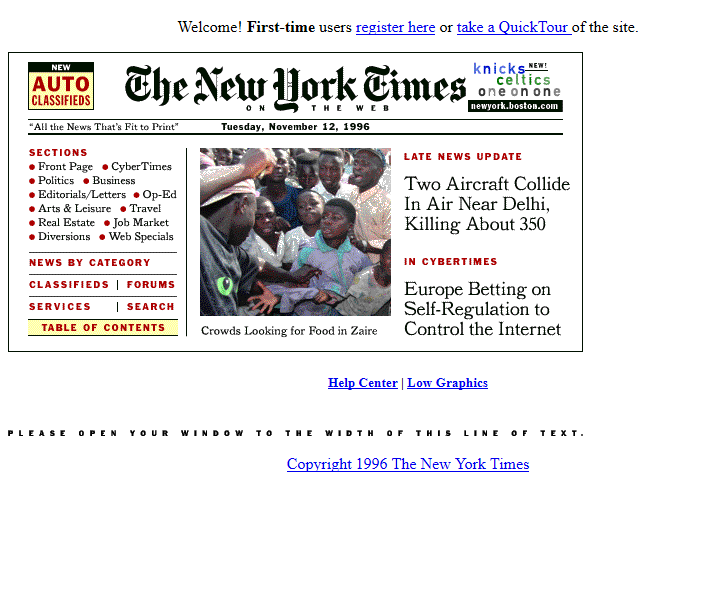 Welcome! First-time users register here or take a QuickTour of the site.
NEW
AUTO
CLASSIFIEDS
The New York Times
ON THE WEB
knicks NEW!
celtics
one on one
newyork.boston.com
"All the News That's Fit to Print"
Tuesday, November 12, 1996
SECTIONS
Front Page CyberTimes
Politics Business
Editorials/Letters Op-Ed
Arts & Leisure Travel
Real Estate Job Market
Diversions Web Specials
NEWS BY CATEGORY
CLASSIFIEDS | FORUMS
SERVICES | SEARCH
TABLE OF CONTENTS
Crowds Looking for Food in Zaire
LATE NEWS UPDATE
Two Aircraft Collide
In Air Near Delhi,
Killing About 350
IN CYBERTIMES
Europe Betting on
Self-Regulation to
Control the Internet
Help Center | Low Graphics
PLEASE OPEN YOUR WINDOW TO THE WIDTH OF THIS LINE OF TEXT.
Copyright 1996 The New York Times